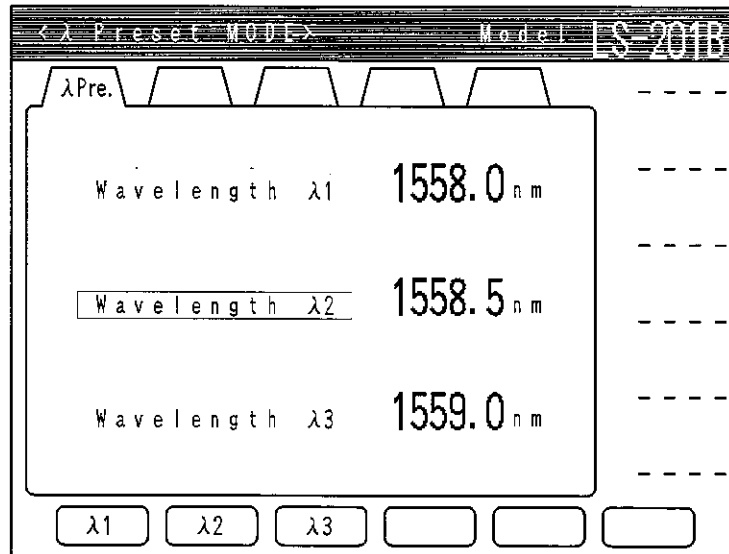 <λ Preset MODE> Model LS-201B
λPre.
Wavelength λ1 1558.0nm
Wavelength λ2 1558.5nm
Wavelength λ3 1559.0nm
λ1 λ2 λ3